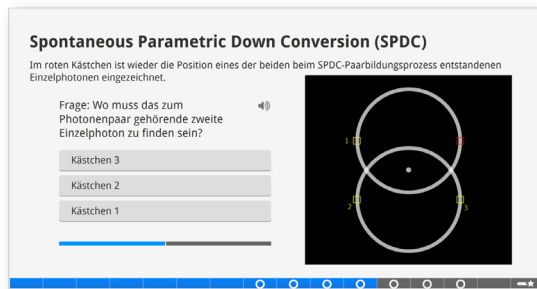 Spontaneous Parametric Down Conversion (SPDC)
Im roten Kästchen ist wieder die Position eines der beiden beim SPDC-Paarbildungsprozess entstandenen
Einzelphotonen eingezeichnet.
Frage: Wo muss das zum
Photonenpaar gehörende zweite
Einzelphoton zu finden sein?
Kästchen 3
Kästchen 2
Kästchen 1
1
2
3